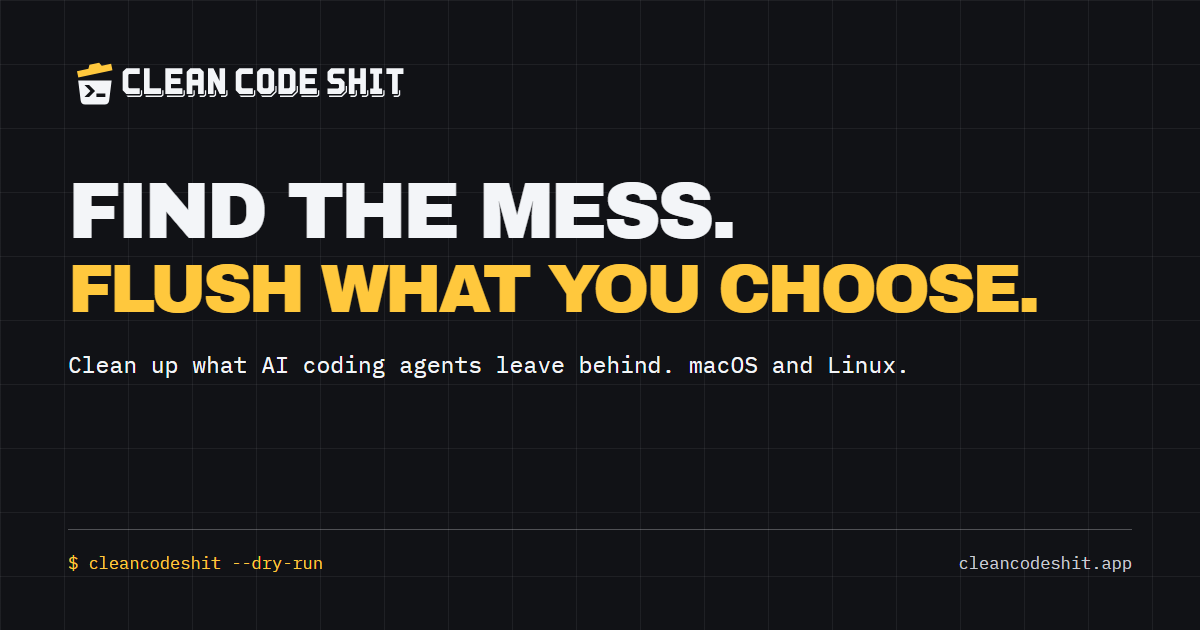 CLEAN CODE SHIT
FIND THE MESS.
FLUSH WHAT YOU CHOOSE.
Clean up what AI coding agents leave behind. macOS and Linux.
$ cleancodeshit --dry-run
cleancodeshit.app